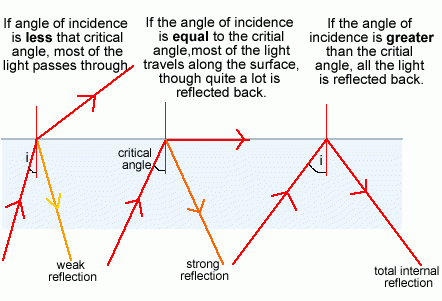 If angle of incidence
is less that critical
angle, most of the
light passes through.
If the angle of incidence
is equal to the critial
angle,most of the light
travels along the surface,
though quite a lot is
reflected back.
If the angle of
incidence is greater
than the critial
angle, all the light
is reflected back.
i
critical
angle
i
weak
reflection
strong
reflection
total internal
reflection